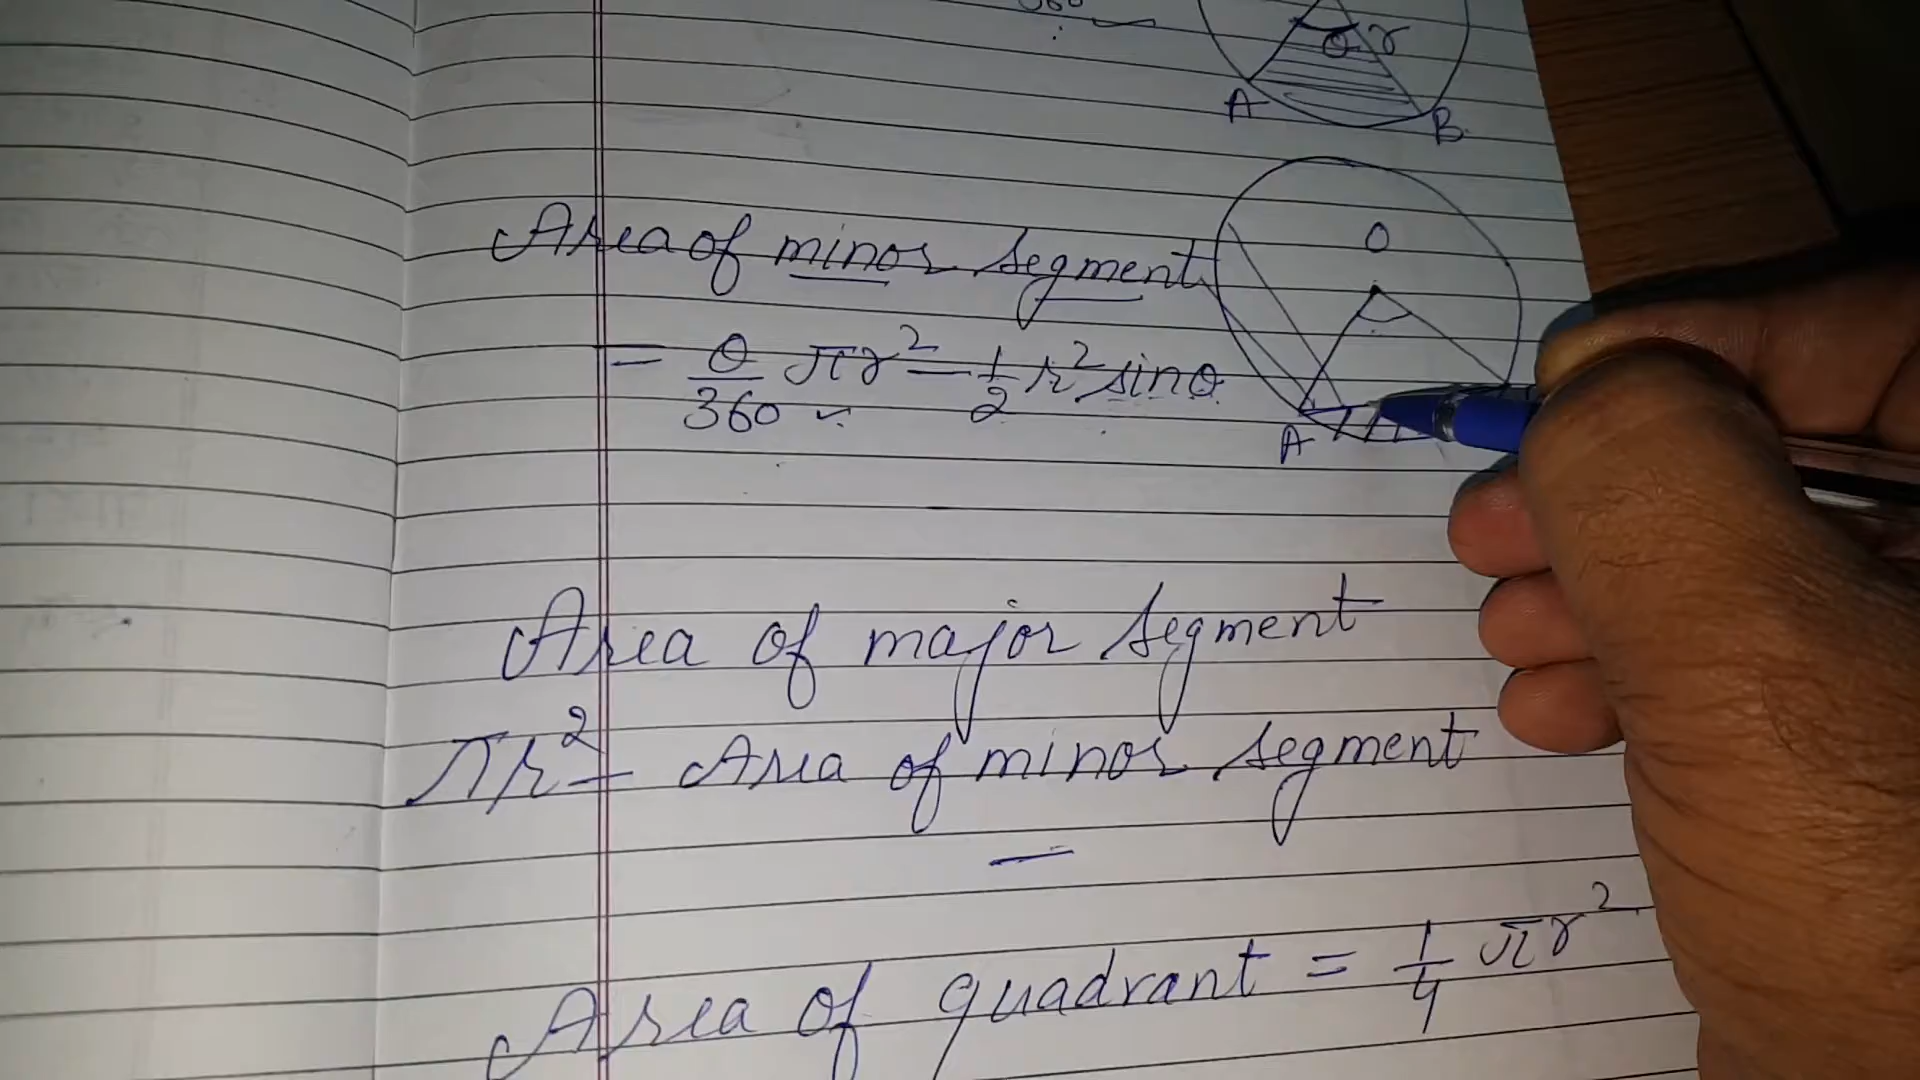 360
θ r
A
B
O
Area of minor segment
= θ/360 πr² - 1/2 r² sinθ
A
Area of major segment
πr² - Area of minor segment
Area of quadrant = 1/4 πr²